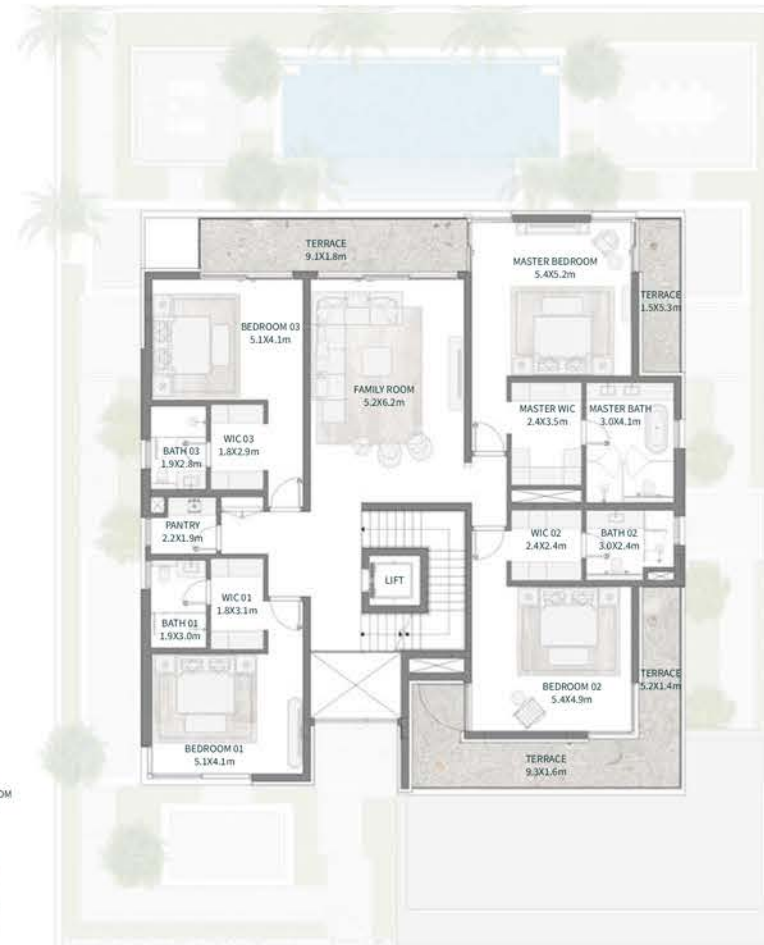 TERRACE
9.1X1.8m
MASTER BEDROOM
5.4X5.2m
TERRACE
1.5X5.3m
BEDROOM 03
5.1X4.1m
FAMILY ROOM
5.2X6.2m
MASTER WIC
2.4X3.5m
MASTER BATH
3.0X4.1m
WIC 03
1.8X2.9m
BATH 03
1.9X2.8m
PANTRY
2.2X1.9m
WIC 02
2.4X2.4m
BATH 02
3.0X2.4m
LIFT
WIC 01
1.8X3.1m
BATH 01
1.9X3.0m
BEDROOM 02
5.4X4.9m
TERRACE
5.2X1.4m
BEDROOM 01
5.1X4.1m
TERRACE
9.3X1.6m